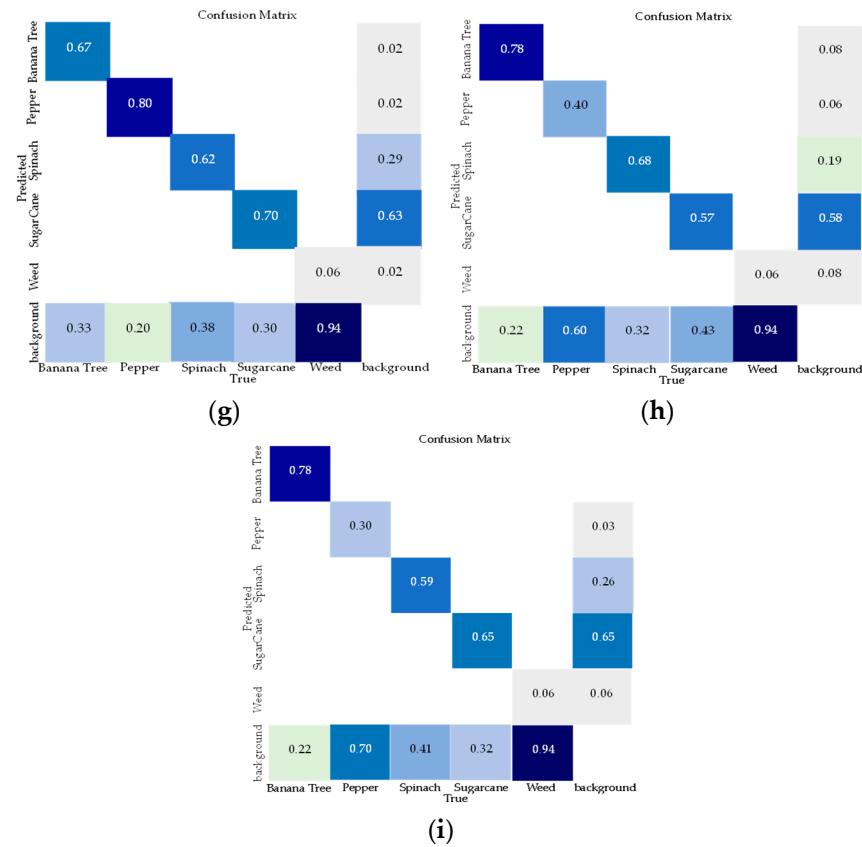 Confusion Matrix
Banana Tree
0.67
0.02
Pepper
0.80
0.02
Predicted
Spinach
0.62
0.29
SugarCane
0.70
0.63
Weed
0.06
0.02
background
0.33
0.20
0.38
0.30
0.94
Banana Tree
Pepper
Spinach
Sugarcane
Weed
background
True
(g)
Confusion Matrix
Banana Tree
0.78
0.08
Pepper
0.40
0.06
Predicted
Spinach
0.68
0.19
SugarCane
0.57
0.58
Weed
0.06
0.08
background
0.22
0.60
0.32
0.43
0.94
Banana Tree
Pepper
Spinach
Sugarcane
Weed
background
True
(h)
Confusion Matrix
Banana Tree
0.78
Pepper
0.30
0.03
Predicted
Spinach
0.59
0.26
SugarCane
0.65
0.65
Weed
0.06
0.06
background
0.22
0.70
0.41
0.32
0.94
Banana Tree
Pepper
Spinach
Sugarcane
Weed
background
True
(i)